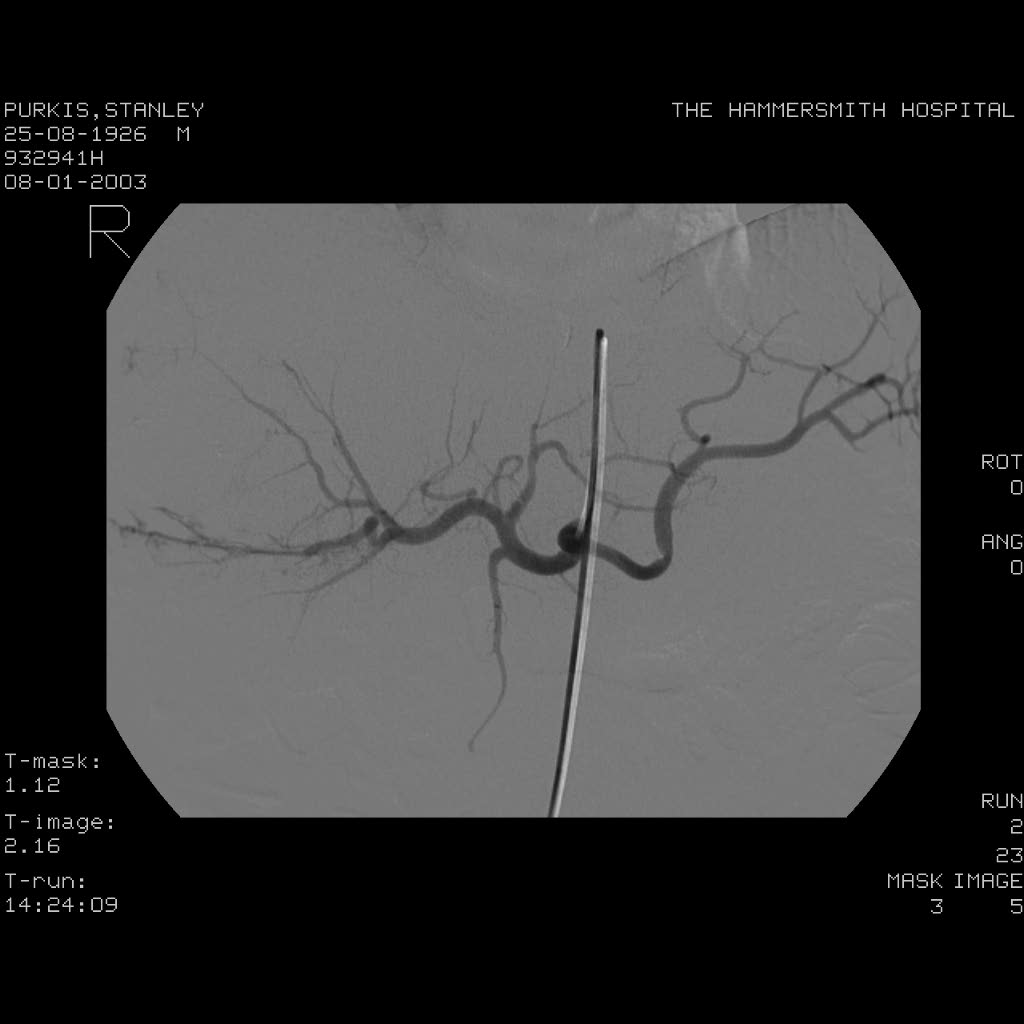 PURKIS,STANLEY
THE HAMMERSMITH HOSPITAL
25-08-1926 M
932941H
08-01-2003
R
ROT
0
ANG
0
T-mask:
1.12
T-image:
2.16
T-run:
14:24:09
RUN
2
23
MASK IMAGE
3 5